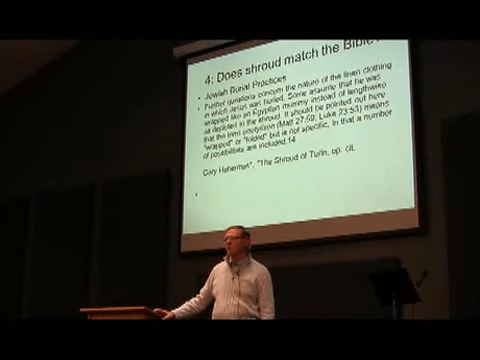 4: Does shroud match the Bible?
• Jewish Burial Practices
• Further questions concern the nature of the linen clothing
in which Jesus was buried. Some assume that he was
wrapped like an Egyptian mummy instead of lengthwise
as depicted in the shroud. It should be pointed out here
that the term (Matt 27:59; Luke 23:53) means
"wrapped" or "folded" but is not specific, in that a number
of possibilities are included.14
Gary Habermas, "The Shroud of Turin, op. cit.